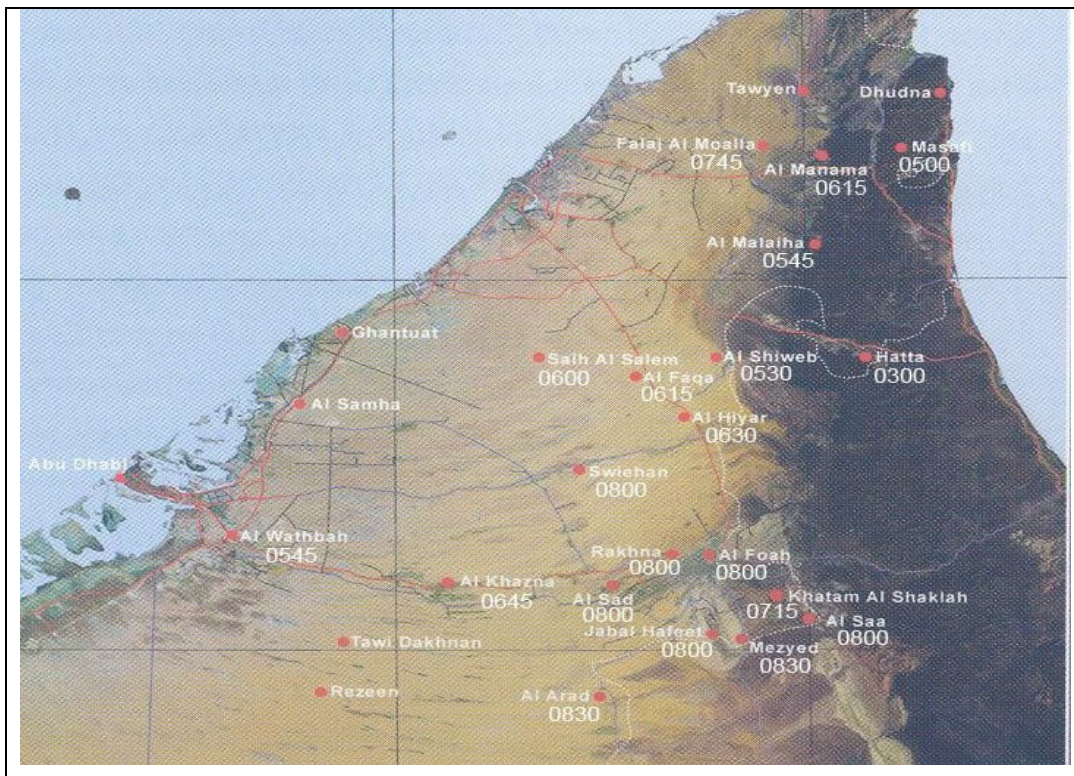 Tawyen
Dhudna
Falaj Al Moalla
0745
Masafi
0500
Al Manama
0615
Al Malaiha
0545
Ghantuat
Saih Al Salem
0600
Al Shiweb
0530
Hatta
0300
Al Faqa
0615
Al Samha
Al Hiyar
0630
Abu Dhabi
Swiehan
0800
Al Wathbah
0545
Rakhna
0800
Al Foah
0800
Al Khazna
0645
Al Sad
0800
Khatam Al Shaklah
0715
Al Saa
0800
Jabal Hafeet
0800
Mezyed
0830
Tawi Dakhnan
Rezeen
Al Arad
0830